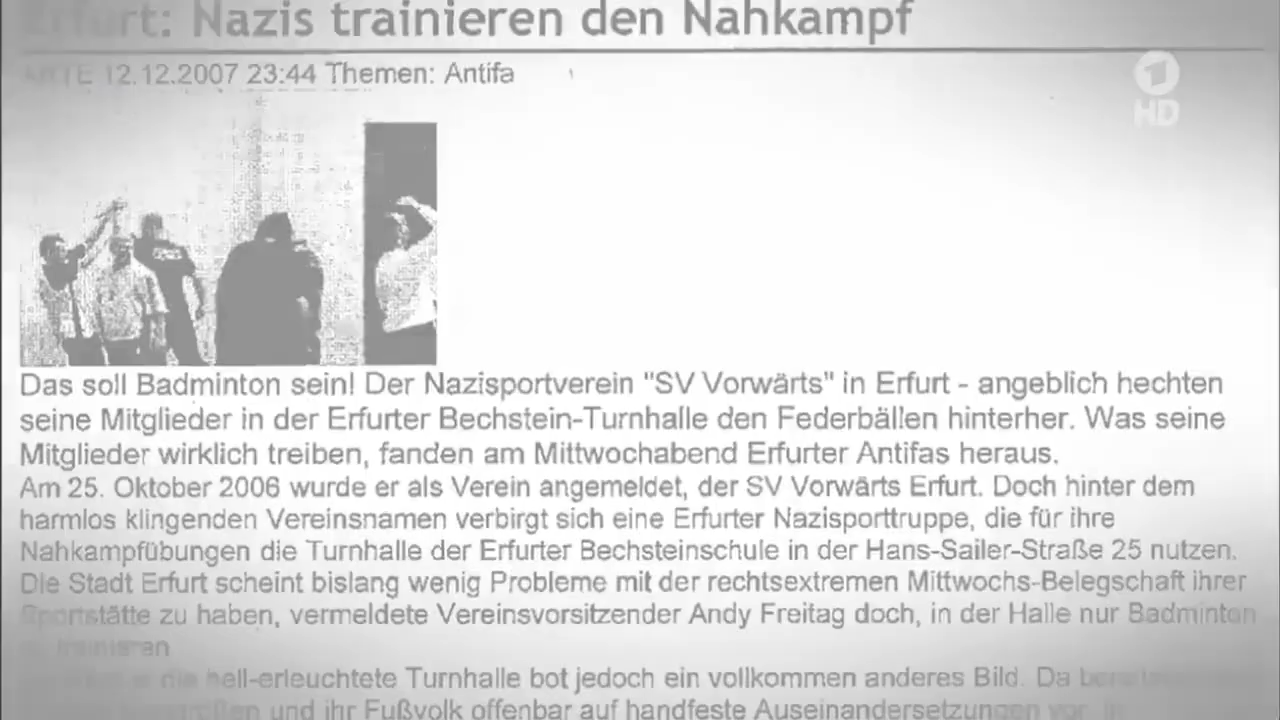 Erfurt: Nazis trainieren den Nahkampf
12.12.2007 23:44 Themen: Antifa
1
HD
Das soll Badminton sein! Der Nazisportverein "SV Vorwärts" in Erfurt - angeblich hechten
seine Mitglieder in der Erfurter Bechstein-Turnhalle den Federbällen hinterher. Was seine
Mitglieder wirklich treiben, fanden am Mittwochabend Erfurter Antifas heraus.
Am 25. Oktober 2006 wurde er als Verein angemeldet, der SV Vorwärts Erfurt. Doch hinter dem
harmlos klingenden Vereinsnamen verbirgt sich eine Erfurter Nazisporttruppe, die für ihre
Nahkampfübungen die Turnhalle der Erfurter Bechsteinschule in der Hans-Sailer-Straße 25 nutzen.
Die Stadt Erfurt scheint bislang wenig Probleme mit der rechtsextremen Mittwochs-Belegschaft ihrer
Sportstätte zu haben, vermeldete Vereinsvorsitzender Andy Freitag doch, in der Halle nur Badminton
zu trainieren
die hell-erleuchtete Turnhalle bot jedoch ein vollkommen anderes Bild. Da
und ihr Fußvolk offenbar auf handfeste Auseinandersetzungen vor. In